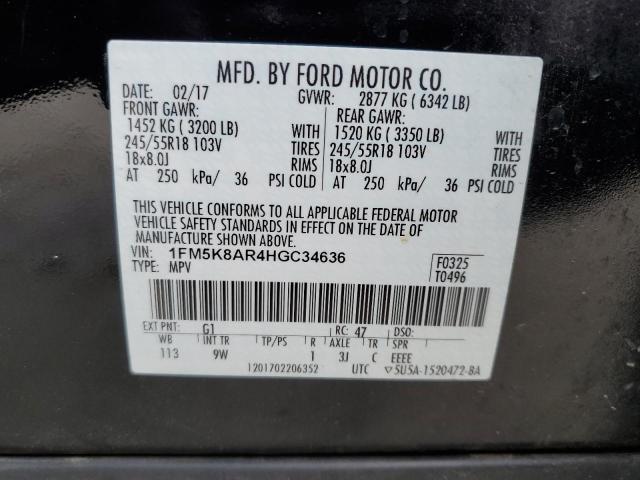 MFD. BY FORD MOTOR CO.
DATE: 02/17 GVWR: 2877 KG ( 6342 LB)
FRONT GAWR: REAR GAWR:
1452 KG ( 3200 LB) WITH 1520 KG ( 3350 LB) WITH
245/55R18 103V TIRES 245/55R18 103V TIRES
18x8.0J RIMS 18x8.0J RIMS
AT 250 kPa/ 36 PSI COLD AT 250 kPa/ 36 PSI COLD
THIS VEHICLE CONFORMS TO ALL APPLICABLE FEDERAL MOTOR
VEHICLE SAFETY STANDARDS IN EFFECT ON THE DATE OF
MANUFACTURE SHOWN ABOVE.
VIN: 1FM5K8AR4HGC34636 F0325
TYPE: MPV T0496
EXT PNT: G1 RC: 47 DSO:
WB INT TR TP/PS R AXLE TR SPR
113 9W 1 3J C EEEE
1201702206352 UTC ▽5U5A-1520472-BA